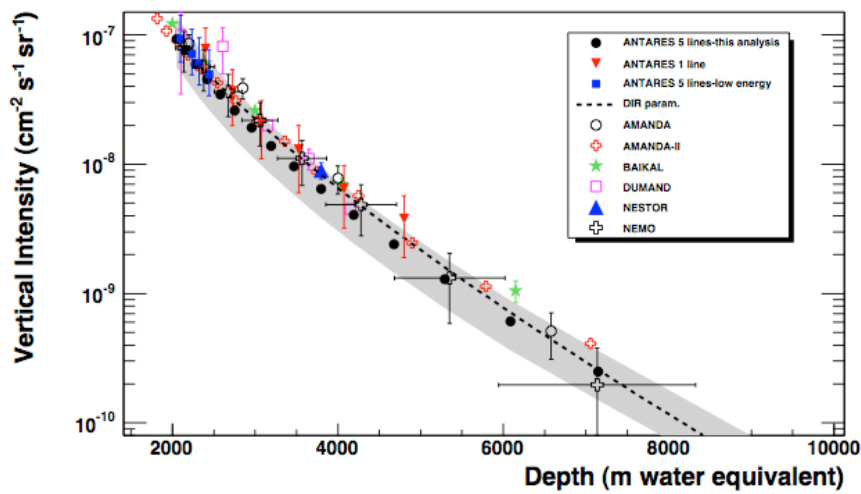 Vertical Intensity (cm⁻² s⁻¹ sr⁻¹)
10⁻⁷
10⁻⁸
10⁻⁹
10⁻¹⁰
ANTARES 5 lines-this analysis
ANTARES 1 line
ANTARES 5 lines-low energy
DIR param.
AMANDA
AMANDA-II
BAIKAL
DUMAND
NESTOR
NEMO
2000 4000 6000 8000 10000
Depth (m water equivalent)